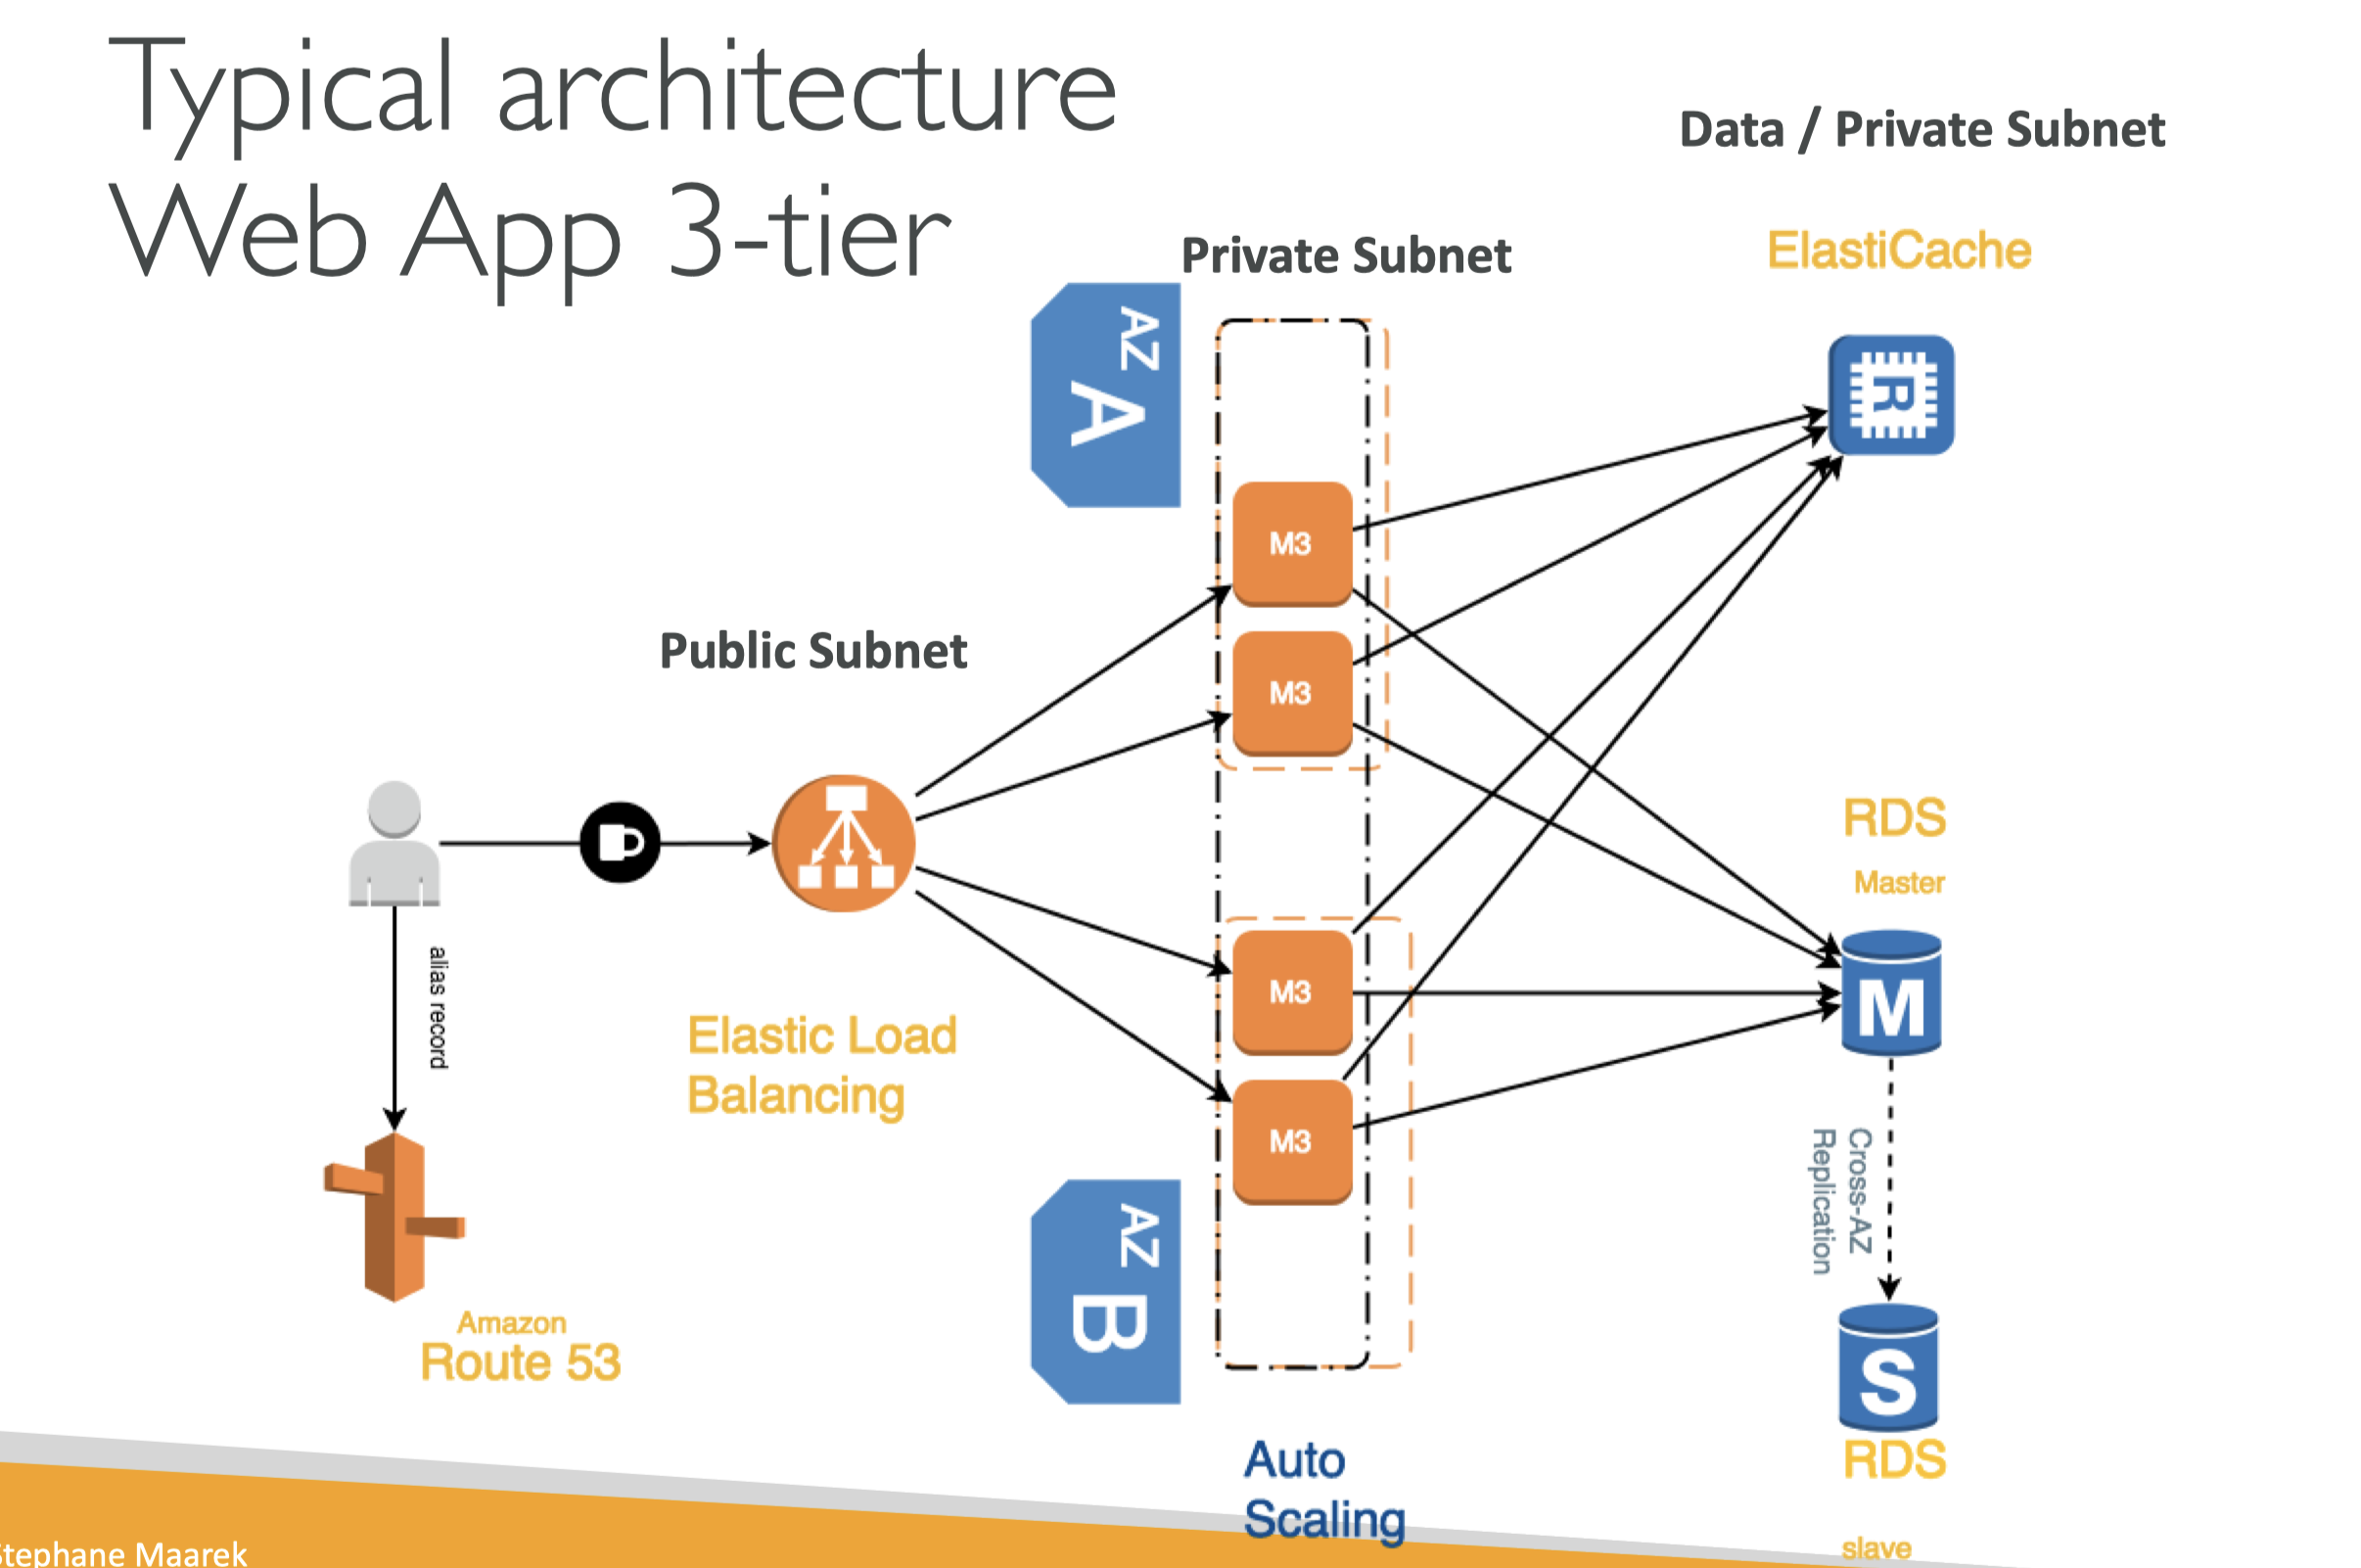 Typical architecture
Web App 3-tier
Data / Private Subnet
Private Subnet
ElastiCache
AZ
A
R
M3
M3
Public Subnet
RDS
Master
M
alias record
Elastic Load
Balancing
M3
M3
Cross-AZ
Replication
AZ
B
Amazon
Route 53
S
RDS
slave
Auto
Scaling
Stephane Maarek